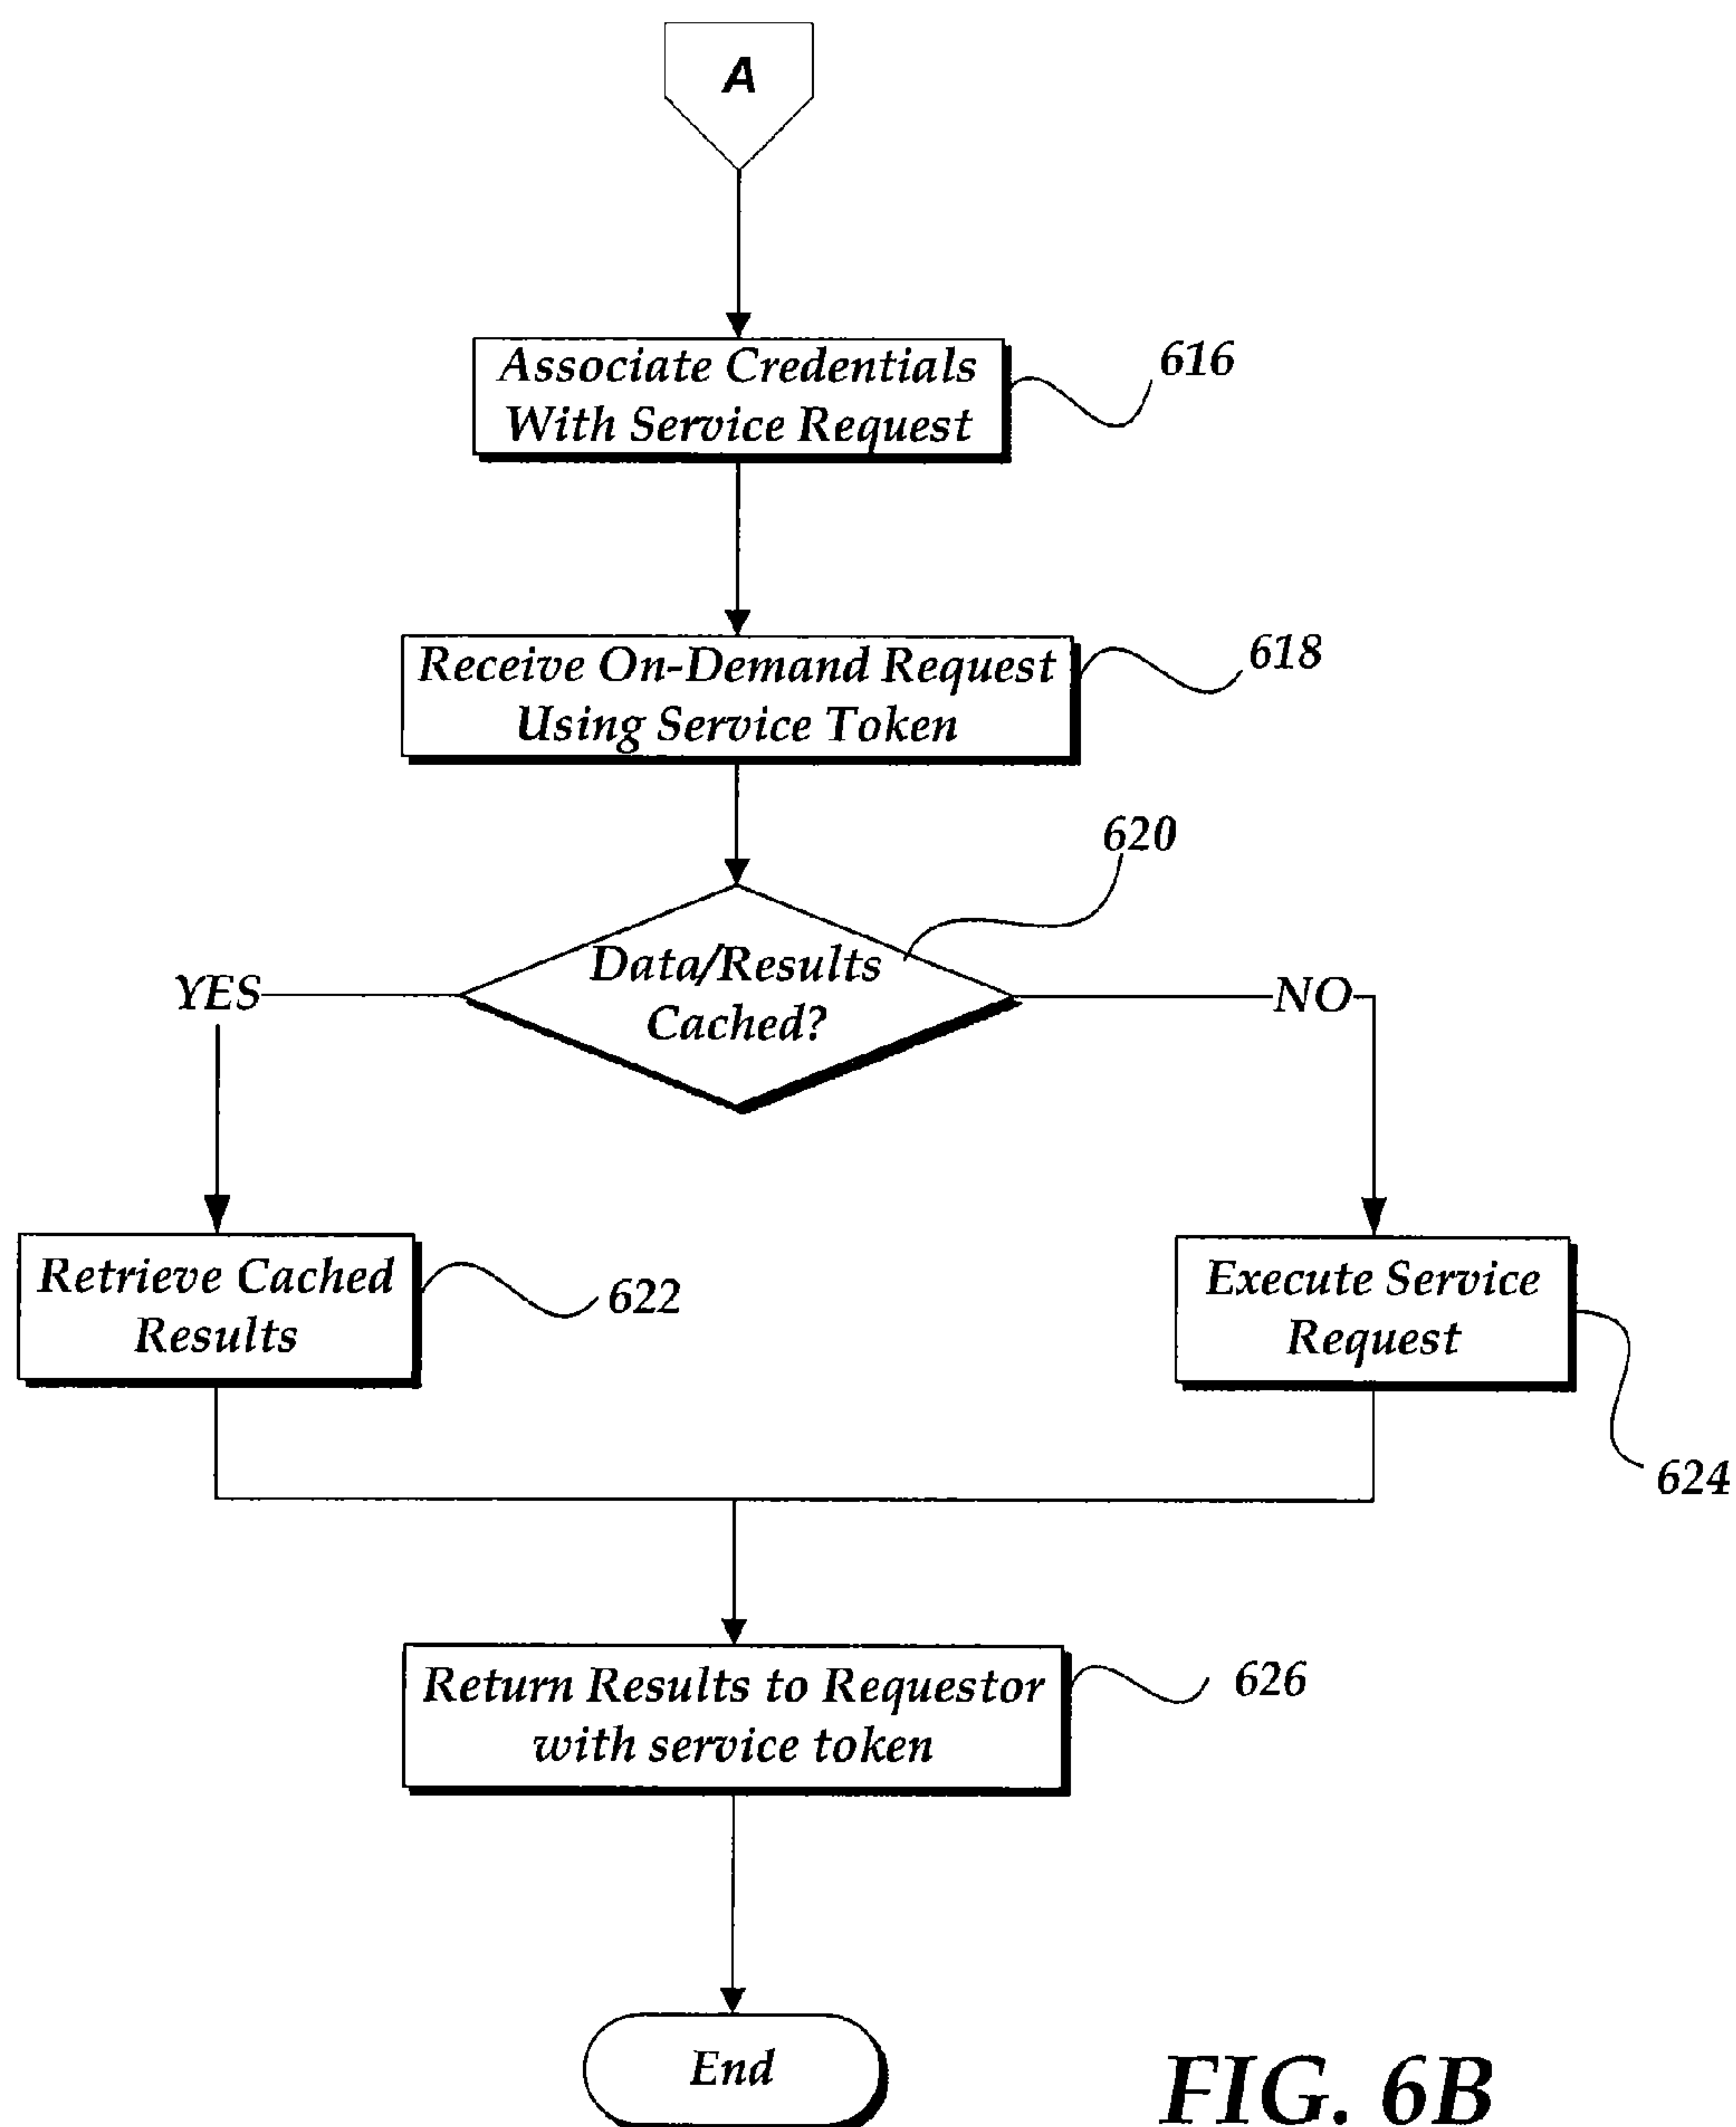 A
Associate Credentials
With Service Request
616
Receive On-Demand Request
Using Service Token
618
620
Data/Results
Cached?
YES
NO
Retrieve Cached
Results
622
Execute Service
Request
624
Return Results to Requestor
with service token
626
End
FIG. 6B